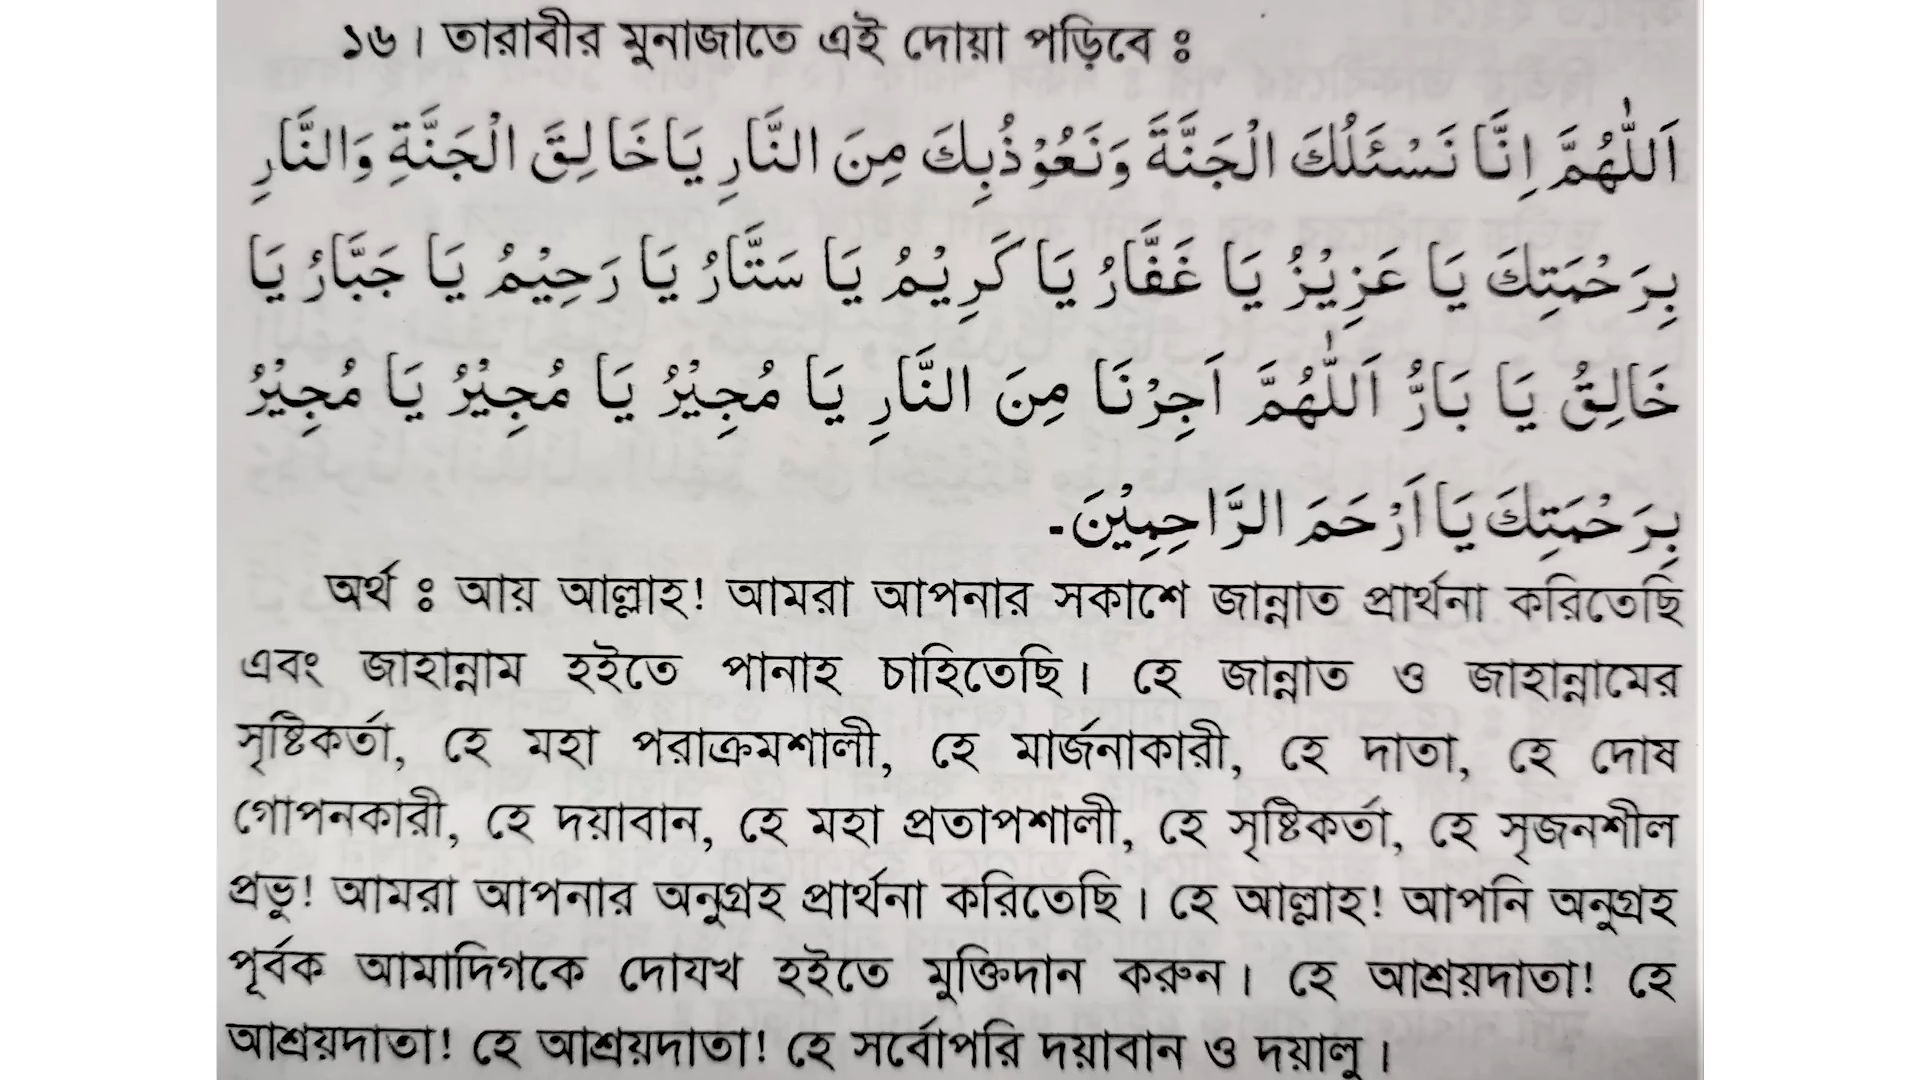 ১৬। তারাবীর মুনাজাতে এই দোয়া পড়িবে ঃ
اَللّٰهُمَّ اِنَّا نَسْئَلُكَ الْجَنَّةَ وَنَعُوْذُبِكَ مِنَ النَّارِ يَاخَالِقَ الْجَنَّةِ وَالنَّارِ
بِرَحْمَتِكَ يَا عَزِيْزُ يَا غَفَّارُ يَا كَرِيْمُ يَا سَتَّارُ يَا رَحِيْمُ يَا جَبَّارُ يَا
خَالِقُ يَا بَارُّ اَللّٰهُمَّ اَجِرْنَا مِنَ النَّارِ يَا مُجِيْرُ يَا مُجِيْرُ يَا مُجِيْرُ
بِرَحْمَتِكَ يَا اَرْحَمَ الرَّاحِمِيْنَ-
অর্থ ঃ আয় আল্লাহ! আমরা আপনার সকাশে জান্নাত প্রার্থনা করিতেছি
এবং জাহান্নাম হইতে পানাহ চাহিতেছি। হে জান্নাত ও জাহান্নামের
সৃষ্টিকর্তা, হে মহা পরাক্রমশালী, হে মার্জনাকারী, হে দাতা, হে দোষ
গোপনকারী, হে দয়াবান, হে মহা প্রতাপশালী, হে সৃষ্টিকর্তা, হে সৃজনশীল
প্রভু! আমরা আপনার অনুগ্রহ প্রার্থনা করিতেছি। হে আল্লাহ! আপনি অনুগ্রহ
পূর্বক আমাদিগকে দোযখ হইতে মুক্তিদান করুন। হে আশ্রয়দাতা! হে
আশ্রয়দাতা! হে আশ্রয়দাতা! হে সর্বোপরি দয়াবান ও দয়ালু।